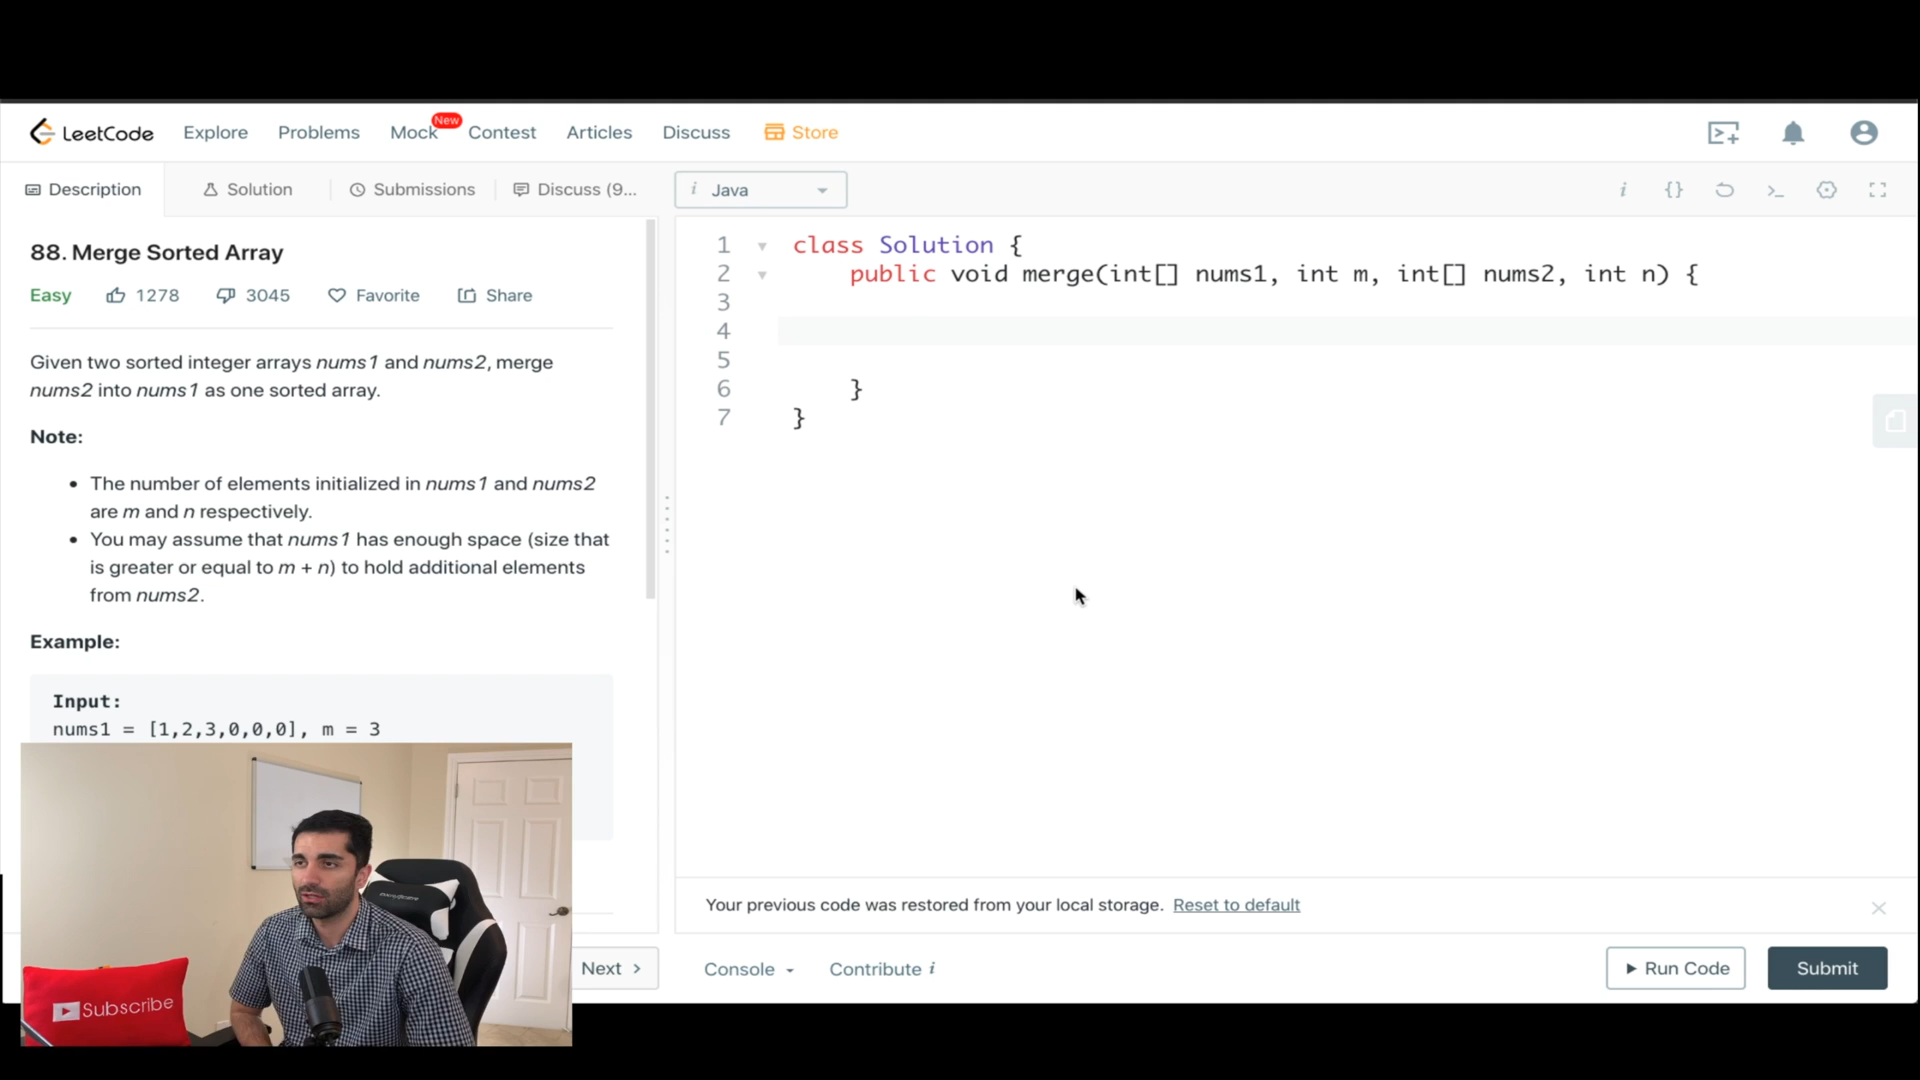 LeetCode Explore Problems Mock New Contest Articles Discuss Store
Description Solution Submissions Discuss (9...
i Java
i {}
88. Merge Sorted Array
Easy 1278 3045 Favorite Share
Given two sorted integer arrays nums1 and nums2, merge
nums2 into nums1 as one sorted array.
Note:
• The number of elements initialized in nums1 and nums2
are m and n respectively.
• You may assume that nums1 has enough space (size that
is greater or equal to m + n) to hold additional elements
from nums2.
Example:
Input:
nums1 = [1,2,3,0,0,0], m = 3
Next >
Subscribe
1 class Solution {
2 public void merge(int[] nums1, int m, int[] nums2, int n) {
3
4
5
6 }
7 }
Your previous code was restored from your local storage. Reset to default
Console Contribute i Run Code Submit